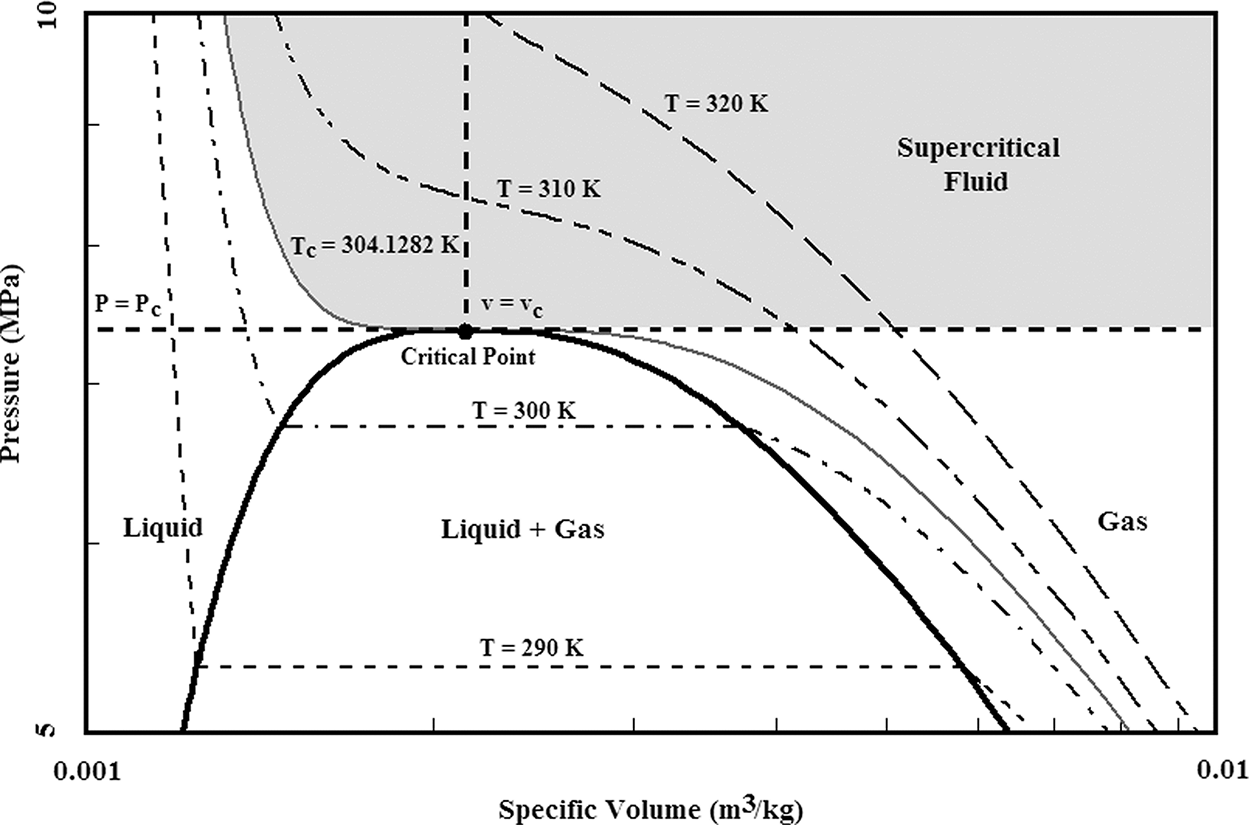 10
T = 320 K
Supercritical
Fluid
T = 310 K
Tc = 304.1282 K
P = Pc
v = vc
Critical Point
Pressure (MPa)
T = 300 K
Liquid
Liquid + Gas
Gas
T = 290 K
5
0.001
0.01
Specific Volume (m3/kg)